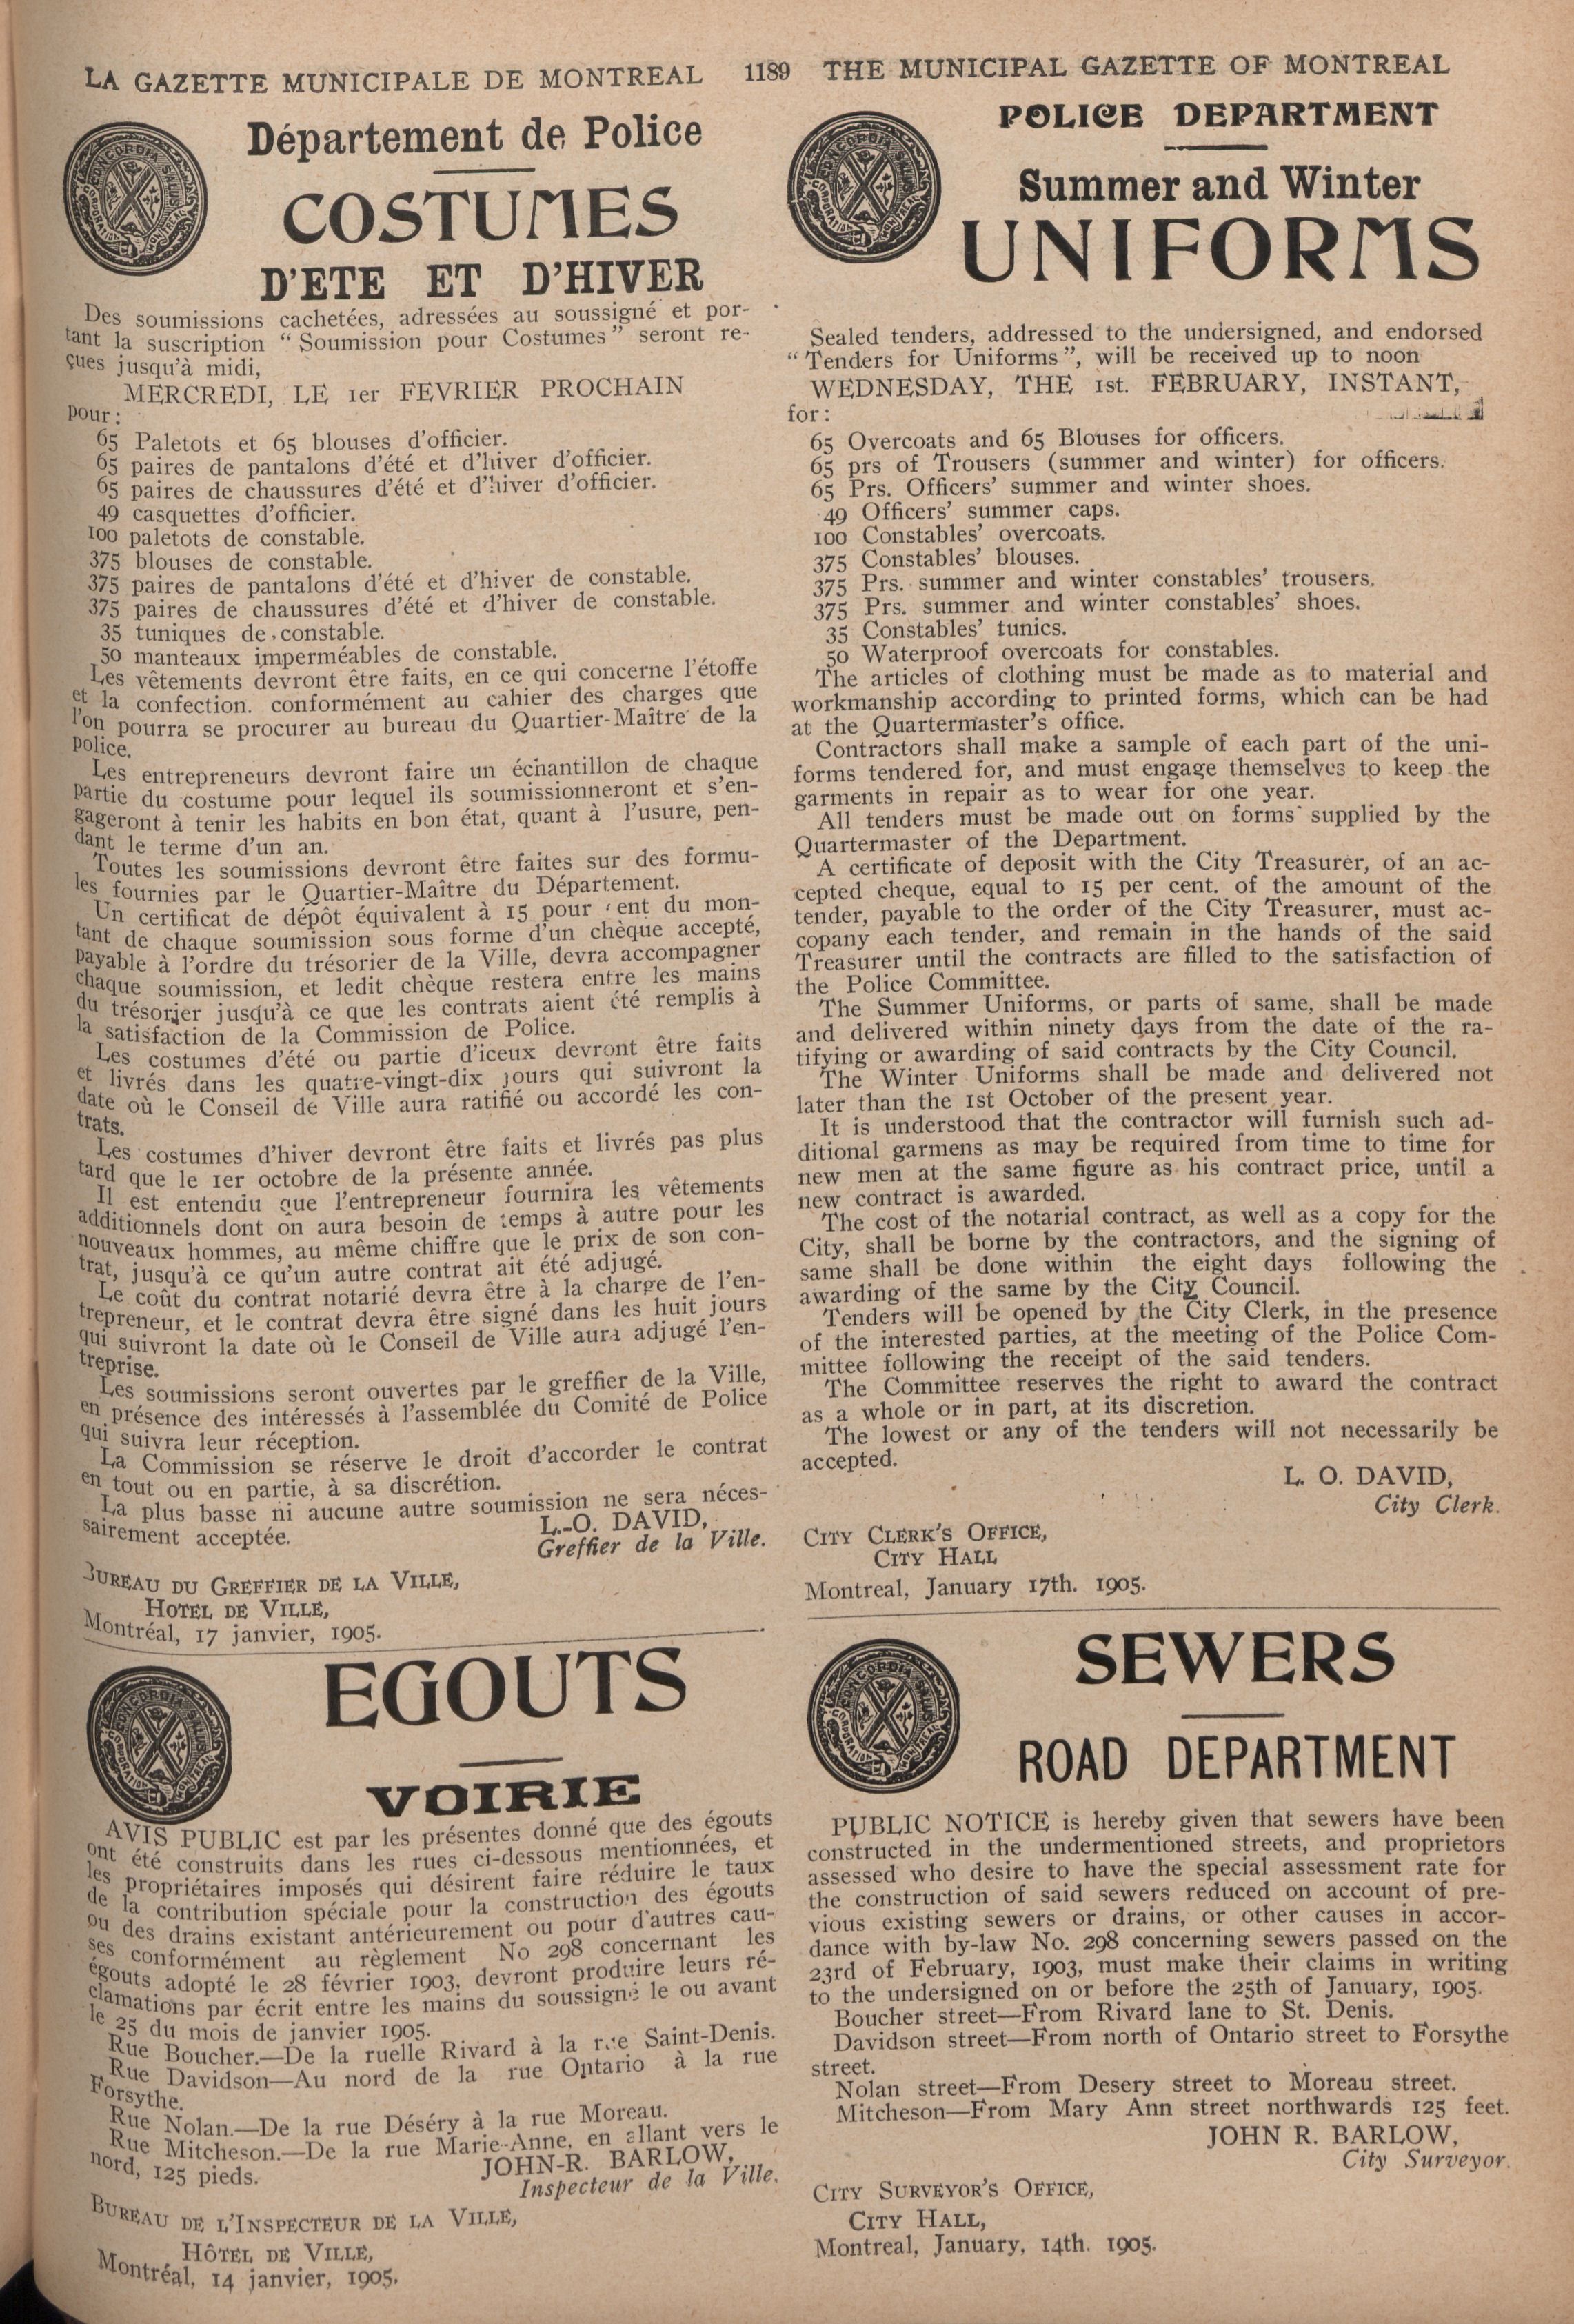 LA GAZETTE MUNICIPALE DE MONTREAL 1189 THE MUNICIPAL GAZETTE OF MONTREAL
Département de Police
COSTUMES
D'ETE ET D'HIVER
Des soumissions cachetées, adressées au soussigné et por-
tant la suscription "Soumission pour Costumes" seront re-
çues jusqu'à midi,
MERCREDI, LE 1er FEVRIER PROCHAIN
pour:
65 Paletots et 65 blouses d'officier.
65 paires de pantalons d'été et d'hiver d'officier.
65 paires de chaussures d'été et d'hiver d'officier.
49 casquettes d'officier.
100 paletots de constable.
375 blouses de constable.
375 paires de pantalons d'été et d'hiver de constable.
375 paires de chaussures d'été et d'hiver de constable.
35 tuniques de constable.
50 manteaux imperméables de constable.
Les vêtements devront être faits, en ce qui concerne l'étoffe
et la confection. conformément au cahier des charges que
l'on pourra se procurer au bureau du Quartier-Maître de la
police.
Les entrepreneurs devront faire un échantillon de chaque
partie du costume pour lequel ils soumissionneront et s'en-
gageront à tenir les habits en bon état, quant à l'usure, pen-
dant le terme d'un an.
Toutes les soumissions devront être faites sur des formu-
les fournies par le Quartier-Maître du Département.
Un certificat de dépôt équivalent à 15 pour cent du mon-
tant de chaque soumission sous forme d'un chèque accepté,
payable à l'ordre du trésorier de la Ville, devra accompagner
chaque soumission, et ledit chèque restera entre les mains
du trésorier jusqu'à ce que les contrats aient été remplis à
la satisfaction de la Commission de Police.
Les costumes d'été ou partie d'iceux devront être faits
et livrés dans les quatre-vingt-dix jours qui suivront la
date où le Conseil de Ville aura ratifié ou accordé les con-
trats.
Les costumes d'hiver devront être faits et livrés pas plus
tard que le 1er octobre de la présente année.
Il est entendu que l'entrepreneur fournira les vêtements
additionnels dont on aura besoin de temps à autre pour les
nouveaux hommes, au même chiffre que le prix de son con-
trat, jusqu'à ce qu'un autre contrat ait été adjugé.
Le coût du contrat notarié devra être à la charge de l'en-
trepreneur, et le contrat devra être signé dans les huit jours
qui suivront la date où le Conseil de Ville aura adjugé l'en-
treprise.
Les soumissions seront ouvertes par le greffier de la Ville,
en présence des intéressés à l'assemblée du Comité de Police
qui suivra leur réception.
La Commission se réserve le droit d'accorder le contrat
en tout ou en partie, à sa discrétion.
La plus basse ni aucune autre soumission ne sera néces-
sairement acceptée.
L.-O. DAVID,
Greffier de la Ville.
BUREAU DU GREFFIER DE LA VILLE,
HOTEL DE VILLE,
Montréal, 17 janvier, 1905.
EGOUTS
VOIRIE
AVIS PUBLIC est par les présentes donné que des égouts
ont été construits dans les rues ci-dessous mentionnées, et
les propriétaires imposés qui désirent faire réduire le taux
de la contribution spéciale pour la construction des égouts
ou des drains existant antérieurement ou pour d'autres cau-
ses conformément au règlement No 298 concernant les
égouts adopté le 28 février 1903, devront produire leurs ré-
clamations par écrit entre les mains du soussigné le ou avant
le 25 du mois de janvier 1905.
Rue Boucher.—De la ruelle Rivard à la rue Saint-Denis.
Rue Davidson—Au nord de la rue Ontario à la rue
Forsythe.
Rue Nolan.—De la rue Déséry à la rue Moreau.
Rue Mitcheson.—De la rue Marie-Anne, en allant vers le
nord, 125 pieds.
JOHN-R. BARLOW,
Inspecteur de la Ville.
BUREAU DE L'INSPECTEUR DE LA VILLE,
HÔTEL DE VILLE,
Montréal, 14 janvier, 1905.
POLICE DEPARTMENT
Summer and Winter
UNIFORMS
Sealed tenders, addressed to the undersigned, and endorsed
"Tenders for Uniforms", will be received up to noon
WEDNESDAY, THE 1st. FEBRUARY, INSTANT,
for:
65 Overcoats and 65 Blouses for officers.
65 prs of Trousers (summer and winter) for officers.
65 Prs. Officers' summer and winter shoes.
49 Officers' summer caps.
100 Constables' overcoats.
375 Constables' blouses.
375 Prs. summer and winter constables' trousers.
375 Prs. summer and winter constables' shoes.
35 Constables' tunics.
50 Waterproof overcoats for constables.
The articles of clothing must be made as to material and
workmanship according to printed forms, which can be had
at the Quartermaster's office.
Contractors shall make a sample of each part of the uni-
forms tendered for, and must engage themselves to keep the
garments in repair as to wear for one year.
All tenders must be made out on forms supplied by the
Quartermaster of the Department.
A certificate of deposit with the City Treasurer, of an ac-
cepted cheque, equal to 15 per cent. of the amount of the
tender, payable to the order of the City Treasurer, must ac-
copany each tender, and remain in the hands of the said
Treasurer until the contracts are filled to the satisfaction of
the Police Committee.
The Summer Uniforms, or parts of same, shall be made
and delivered within ninety days from the date of the ra-
tifying or awarding of said contracts by the City Council.
The Winter Uniforms shall be made and delivered not
later than the 1st October of the present year.
It is understood that the contractor will furnish such ad-
ditional garmens as may be required from time to time for
new men at the same figure as his contract price, until a
new contract is awarded.
The cost of the notarial contract, as well as a copy for the
City, shall be borne by the contractors, and the signing of
same shall be done within the eight days following the
awarding of the same by the City Council.
Tenders will be opened by the City Clerk, in the presence
of the interested parties, at the meeting of the Police Com-
mittee following the receipt of the said tenders.
The Committee reserves the right to award the contract
as a whole or in part, at its discretion.
The lowest or any of the tenders will not necessarily be
accepted.
L. O. DAVID,
City Clerk.
CITY CLERK'S OFFICE,
CITY HALL
Montreal, January 17th. 1905.
SEWERS
ROAD DEPARTMENT
PUBLIC NOTICE is hereby given that sewers have been
constructed in the undermentioned streets, and proprietors
assessed who desire to have the special assessment rate for
the construction of said sewers reduced on account of pre-
vious existing sewers or drains, or other causes in accor-
dance with by-law No. 298 concerning sewers passed on the
23rd of February, 1903, must make their claims in writing
to the undersigned on or before the 25th of January, 1905.
Boucher street—From Rivard lane to St. Denis.
Davidson street—From north of Ontario street to Forsythe
street.
Nolan street—From Desery street to Moreau street.
Mitcheson—From Mary Ann street northwards 125 feet.
JOHN R. BARLOW,
City Surveyor.
CITY SURVEYOR'S OFFICE,
CITY HALL,
Montreal, January, 14th. 1905.